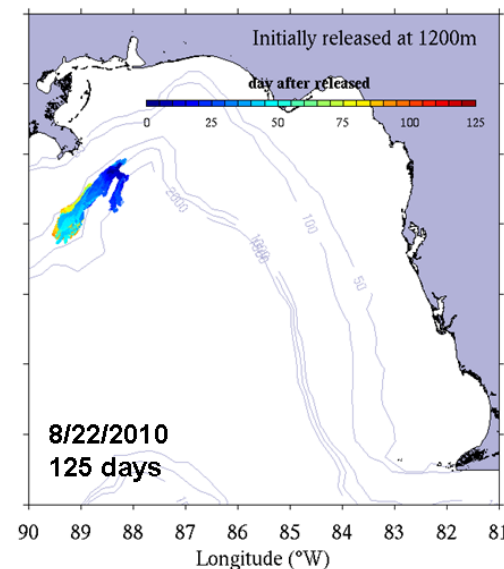 Initially released at 1200m
day after released
0 25 50 75 100 125
2000
1000
100
50
8/22/2010
125 days
90 89 88 87 86 85 84 83 82 81
Longitude (°W)